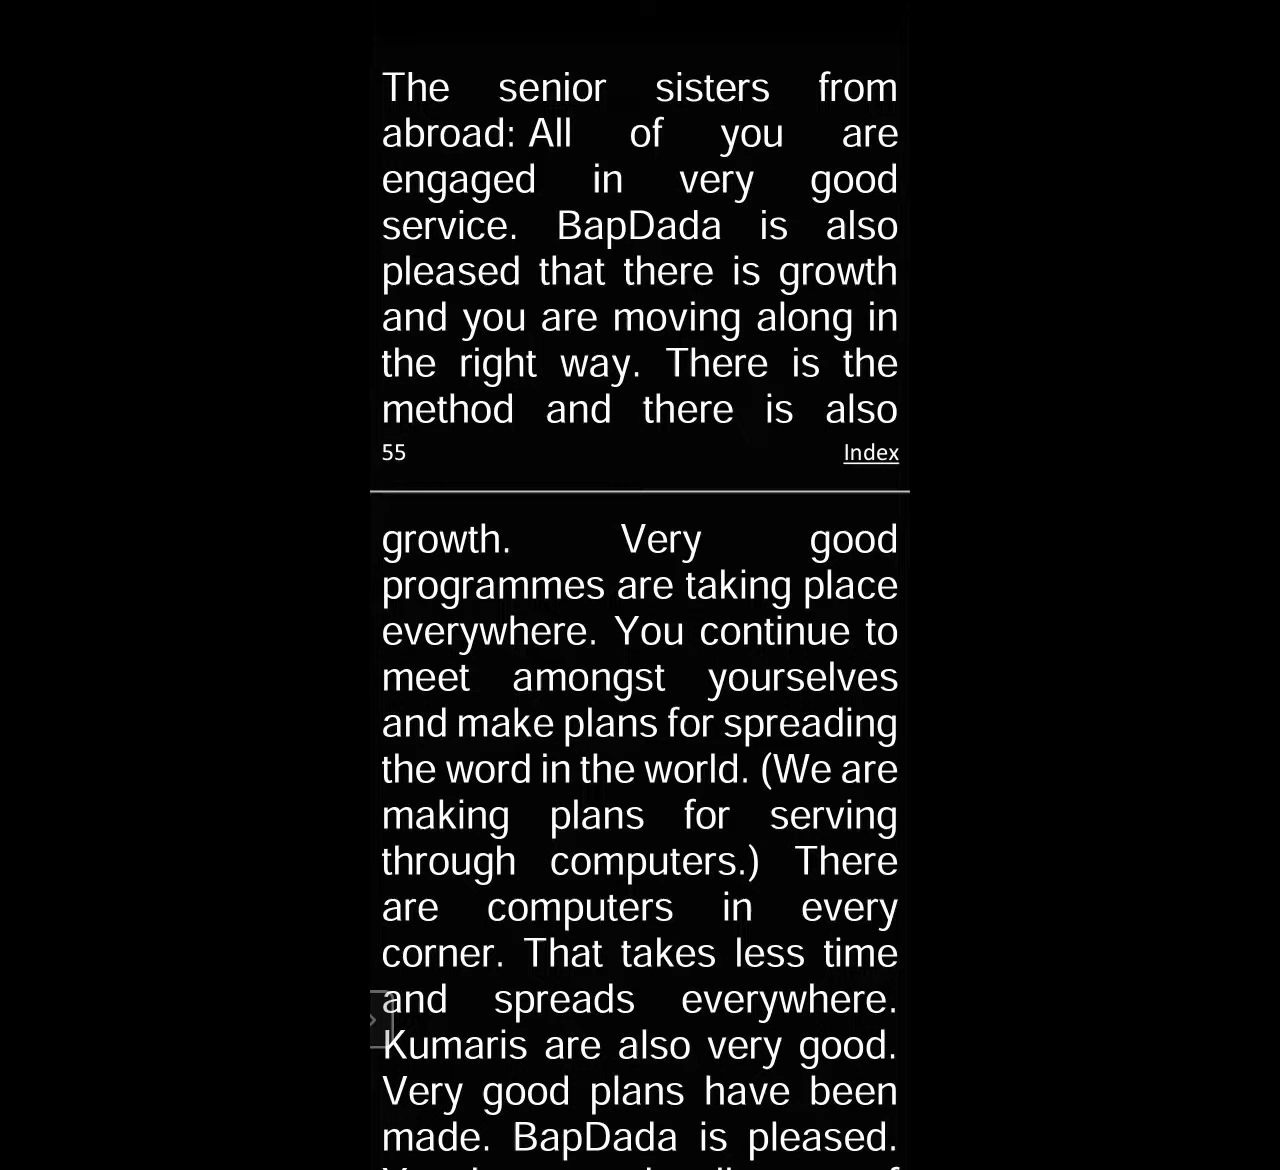 The senior sisters from
abroad: All of you are
engaged in very good
service. BapDada is also
pleased that there is growth
and you are moving along in
the right way. There is the
method and there is also
55 Index
growth. Very good
programmes are taking place
everywhere. You continue to
meet amongst yourselves
and make plans for spreading
the word in the world. (We are
making plans for serving
through computers.) There
are computers in every
corner. That takes less time
and spreads everywhere.
Kumaris are also very good.
Very good plans have been
made. BapDada is pleased.